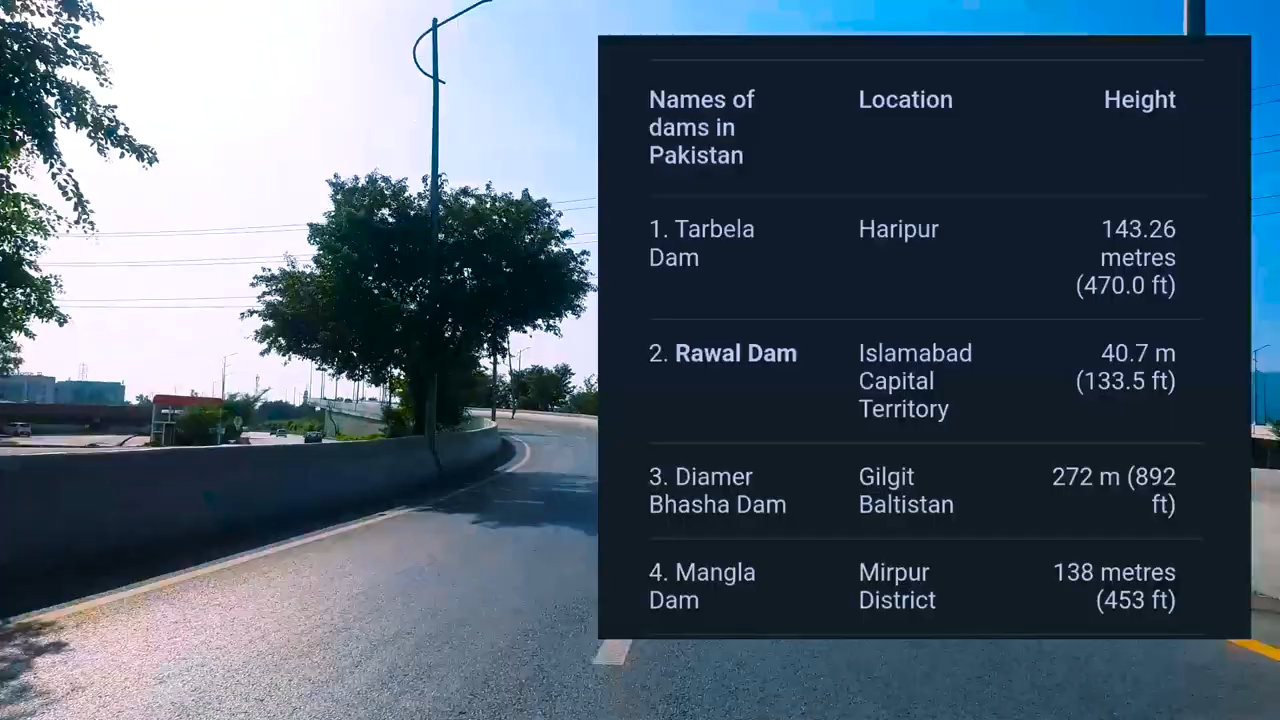 Names of Location Height
dams in
Pakistan
1. Tarbela Haripur 143.26
Dam metres
(470.0 ft)
2. Rawal Dam Islamabad 40.7 m
Capital (133.5 ft)
Territory
3. Diamer Gilgit 272 m (892
Bhasha Dam Baltistan ft)
4. Mangla Mirpur 138 metres
Dam District (453 ft)